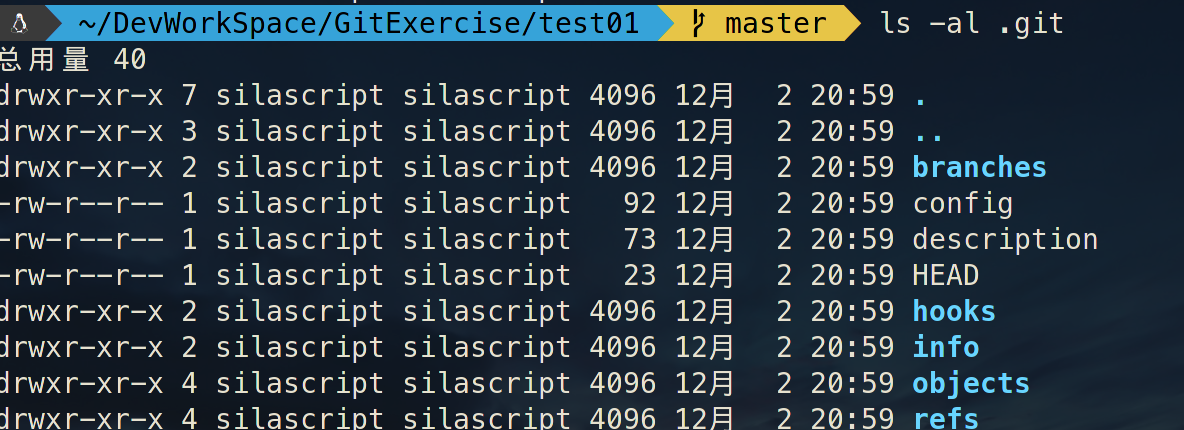 ~/DevWorkSpace/GitExercise/test01 master ls -al .git
总用量 40
drwxr-xr-x 7 silascript silascript 4096 12月  2 20:59 .
drwxr-xr-x 3 silascript silascript 4096 12月  2 20:59 ..
drwxr-xr-x 2 silascript silascript 4096 12月  2 20:59 branches
-rw-r--r-- 1 silascript silascript   92 12月  2 20:59 config
-rw-r--r-- 1 silascript silascript   73 12月  2 20:59 description
-rw-r--r-- 1 silascript silascript   23 12月  2 20:59 HEAD
drwxr-xr-x 2 silascript silascript 4096 12月  2 20:59 hooks
drwxr-xr-x 2 silascript silascript 4096 12月  2 20:59 info
drwxr-xr-x 4 silascript silascript 4096 12月  2 20:59 objects
drwxr-xr-x 4 silascript silascript 4096 12月  2 20:59 refs